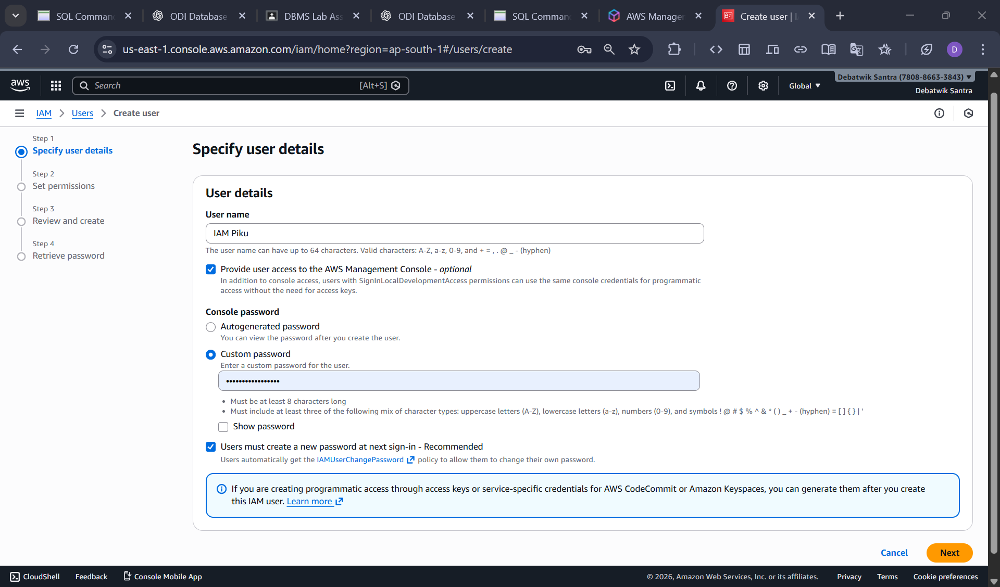 SQL Comman
ODI Database
DBMS Lab Ass
ODI Database
SQL Comman
AWS Manager
Create user | I
us-east-1.console.aws.amazon.com/iam/home?region=ap-south-1#/users/create
D
aws
Search
[Alt+S]
Global
Debatwik Santra (7808-8663-3843)
Debatwik Santra
IAM
Users
Create user
Step 1
Specify user details
Step 2
Set permissions
Step 3
Review and create
Step 4
Retrieve password
Specify user details
User details
User name
IAM Piku
The user name can have up to 64 characters. Valid characters: A-Z, a-z, 0-9, and + = , . @ _ - (hyphen)
Provide user access to the AWS Management Console - optional
In addition to console access, users with SignInLocalDevelopmentAccess permissions can use the same console credentials for programmatic
access without the need for access keys.
Console password
Autogenerated password
You can view the password after you create the user.
Custom password
Enter a custom password for the user.
•••••••••••••••••
• Must be at least 8 characters long
• Must include at least three of the following mix of character types: uppercase letters (A-Z), lowercase letters (a-z), numbers (0-9), and symbols ! @ # $ % ^ & * ( ) _ + - (hyphen) = [ ] { } | '
Show password
Users must create a new password at next sign-in - Recommended
Users automatically get the IAMUserChangePassword policy to allow them to change their own password.
If you are creating programmatic access through access keys or service-specific credentials for AWS CodeCommit or Amazon Keyspaces, you can generate them after you create
this IAM user. Learn more
Cancel
Next
CloudShell
Feedback
Console Mobile App
© 2026, Amazon Web Services, Inc. or its affiliates.
Privacy
Terms
Cookie preferences